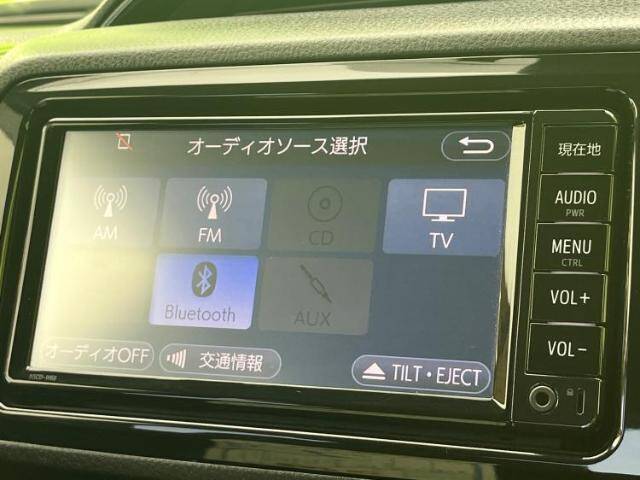 オーディオソース選択
現在地
AM
FM
CD
TV
AUDIO
PWR
MENU
CTRL
Bluetooth
AUX
VOL+
VOL-
オーディオOFF
交通情報
TILT・EJECT